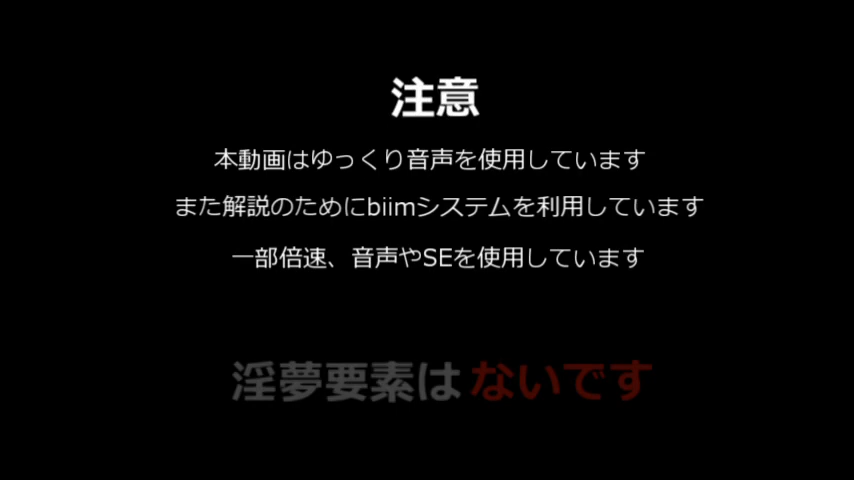 注意
本動画はゆっくり音声を使用しています
また解説のためにbiimシステムを利用しています
一部倍速、音声やSEを使用しています
淫夢要素はないです